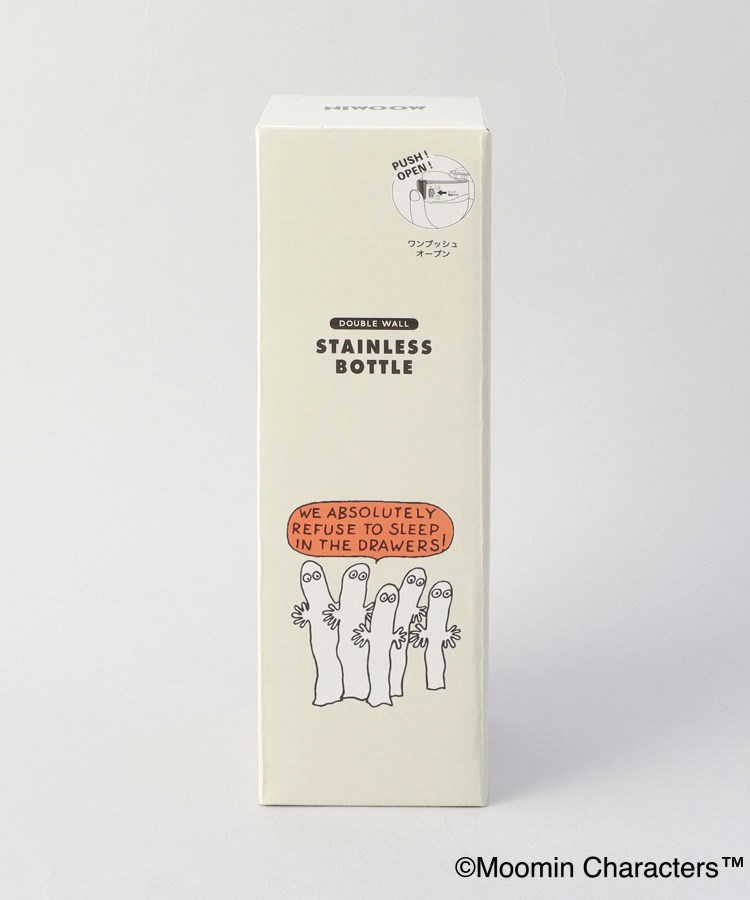 MOOMIN
PUSH!
OPEN!
ワンプッシュ
オープン
DOUBLE WALL
STAINLESS
BOTTLE
WE ABSOLUTELY
REFUSE TO SLEEP
IN THE DRAWERS!
©Moomin Characters™